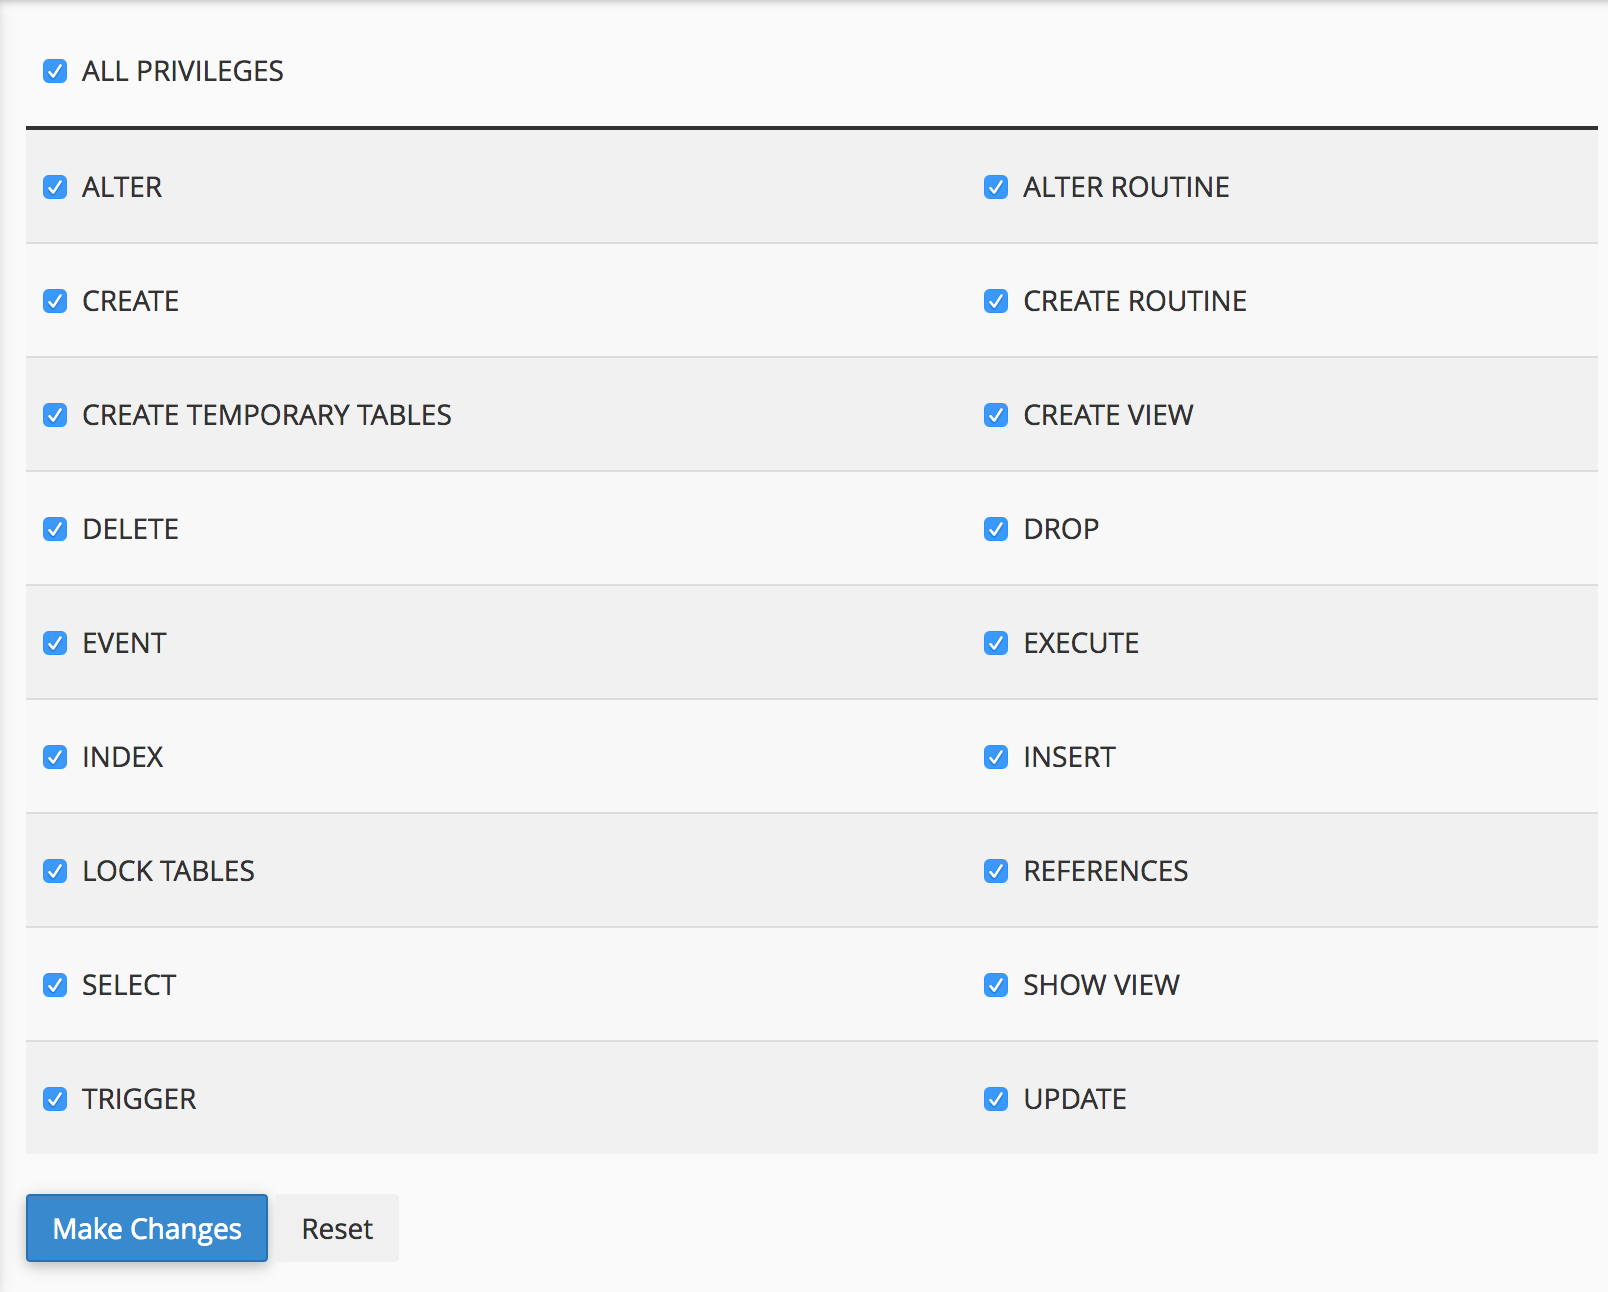 ALL PRIVILEGES
ALTER
ALTER ROUTINE
CREATE
CREATE ROUTINE
CREATE TEMPORARY TABLES
CREATE VIEW
DELETE
DROP
EVENT
EXECUTE
INDEX
INSERT
LOCK TABLES
REFERENCES
SELECT
SHOW VIEW
TRIGGER
UPDATE
Make Changes
Reset